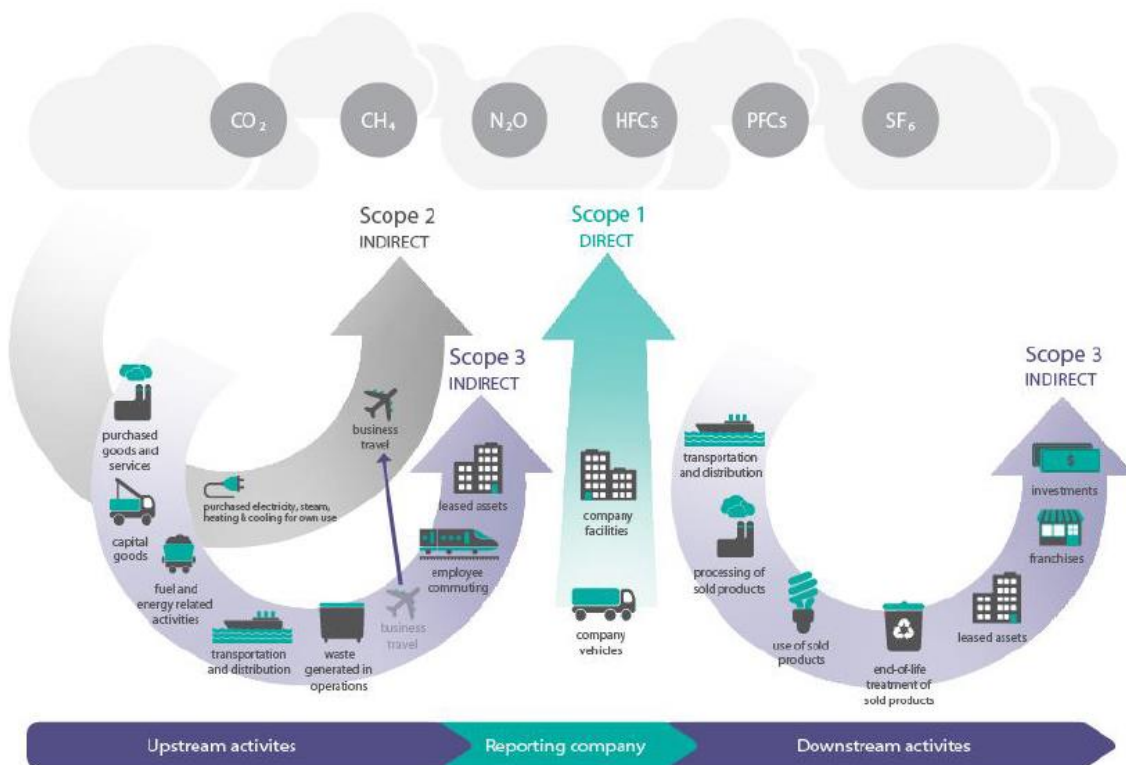 CO₂
CH₄
N₂O
HFCs
PFCs
SF₆
Scope 2
INDIRECT
Scope 1
DIRECT
Scope 3
INDIRECT
Scope 3
INDIRECT
purchased
goods and
services
capital
goods
fuel and
energy related
activities
purchased electricity, steam,
heating & cooling for own use
transportation
and distribution
waste
generated in
operations
business
travel
business
travel
employee
commuting
leased assets
company
facilities
company
vehicles
transportation
and distribution
processing of
sold products
use of sold
products
end-of-life
treatment of
sold products
leased assets
franchises
investments
Upstream activites
Reporting company
Downstream activites